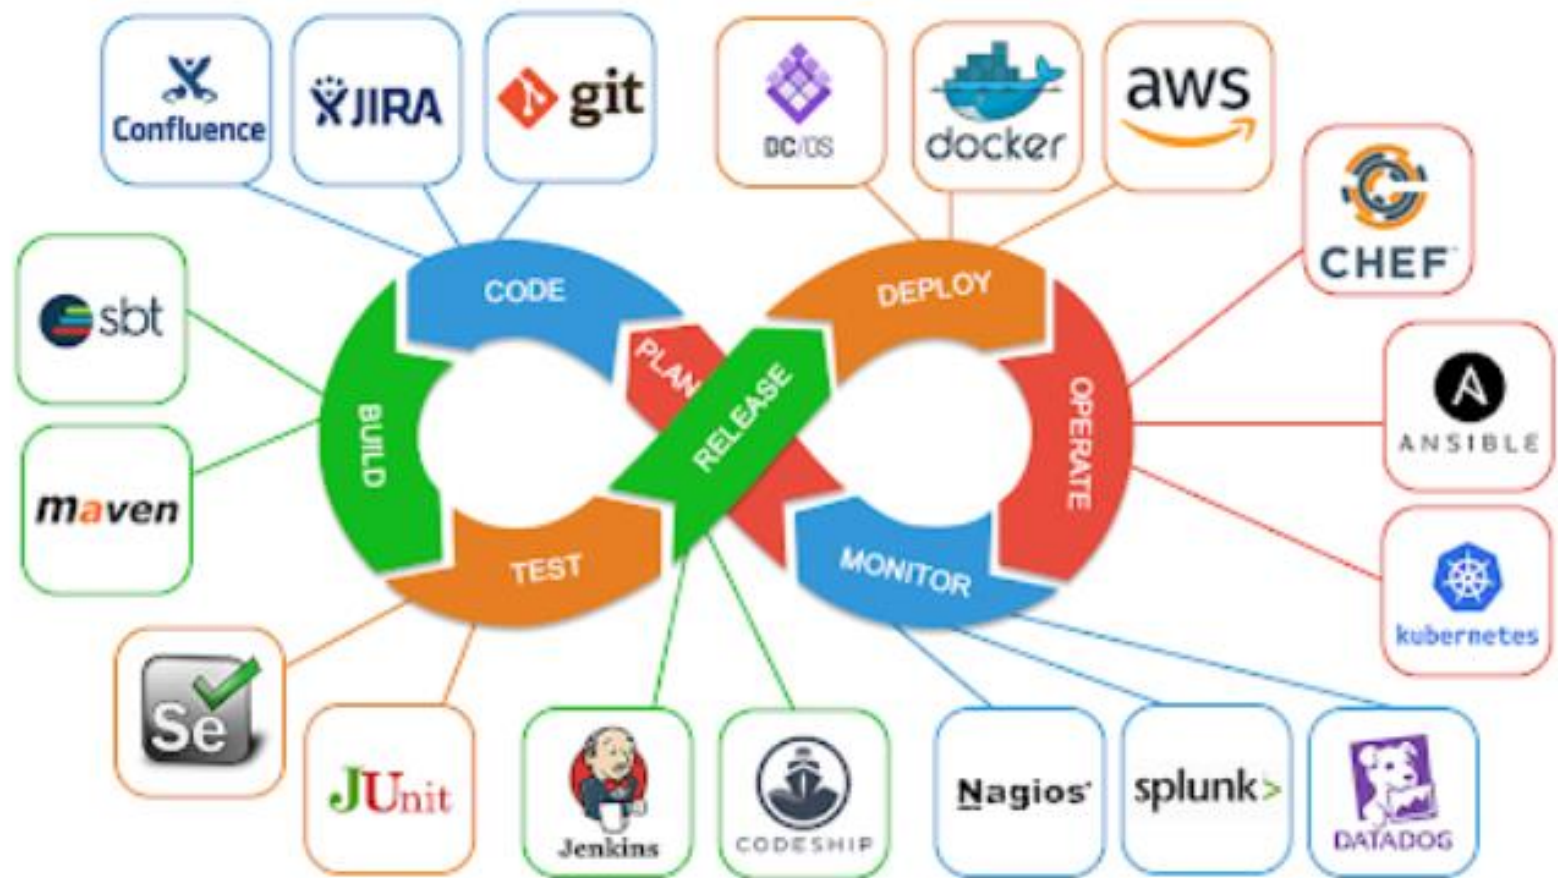 Confluence
JIRA
git
DC/OS
docker
aws
CHEF
sbt
CODE
DEPLOY
PLAN
RELEASE
BUILD
OPERATE
ANSIBLE
maven
TEST
MONITOR
kubernetes
Se
JUnit
Jenkins
CODESHIP
Nagios®
splunk>
DATADOG